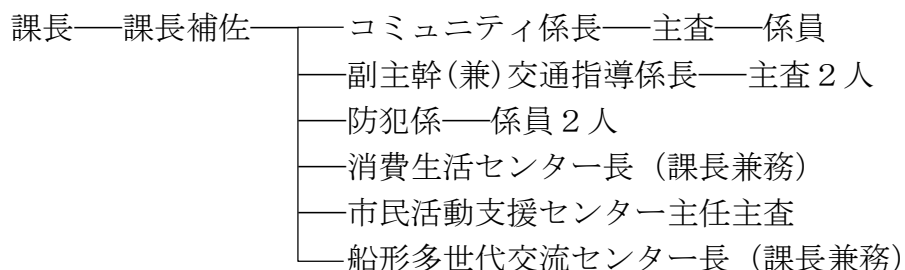 課長──課長補佐──コミュニティ係長──主査──係員
副主幹(兼)交通指導係長──主査２人
防犯係──係員２人
消費生活センター長（課長兼務）
市民活動支援センター主任主査
船形多世代交流センター長（課長兼務）